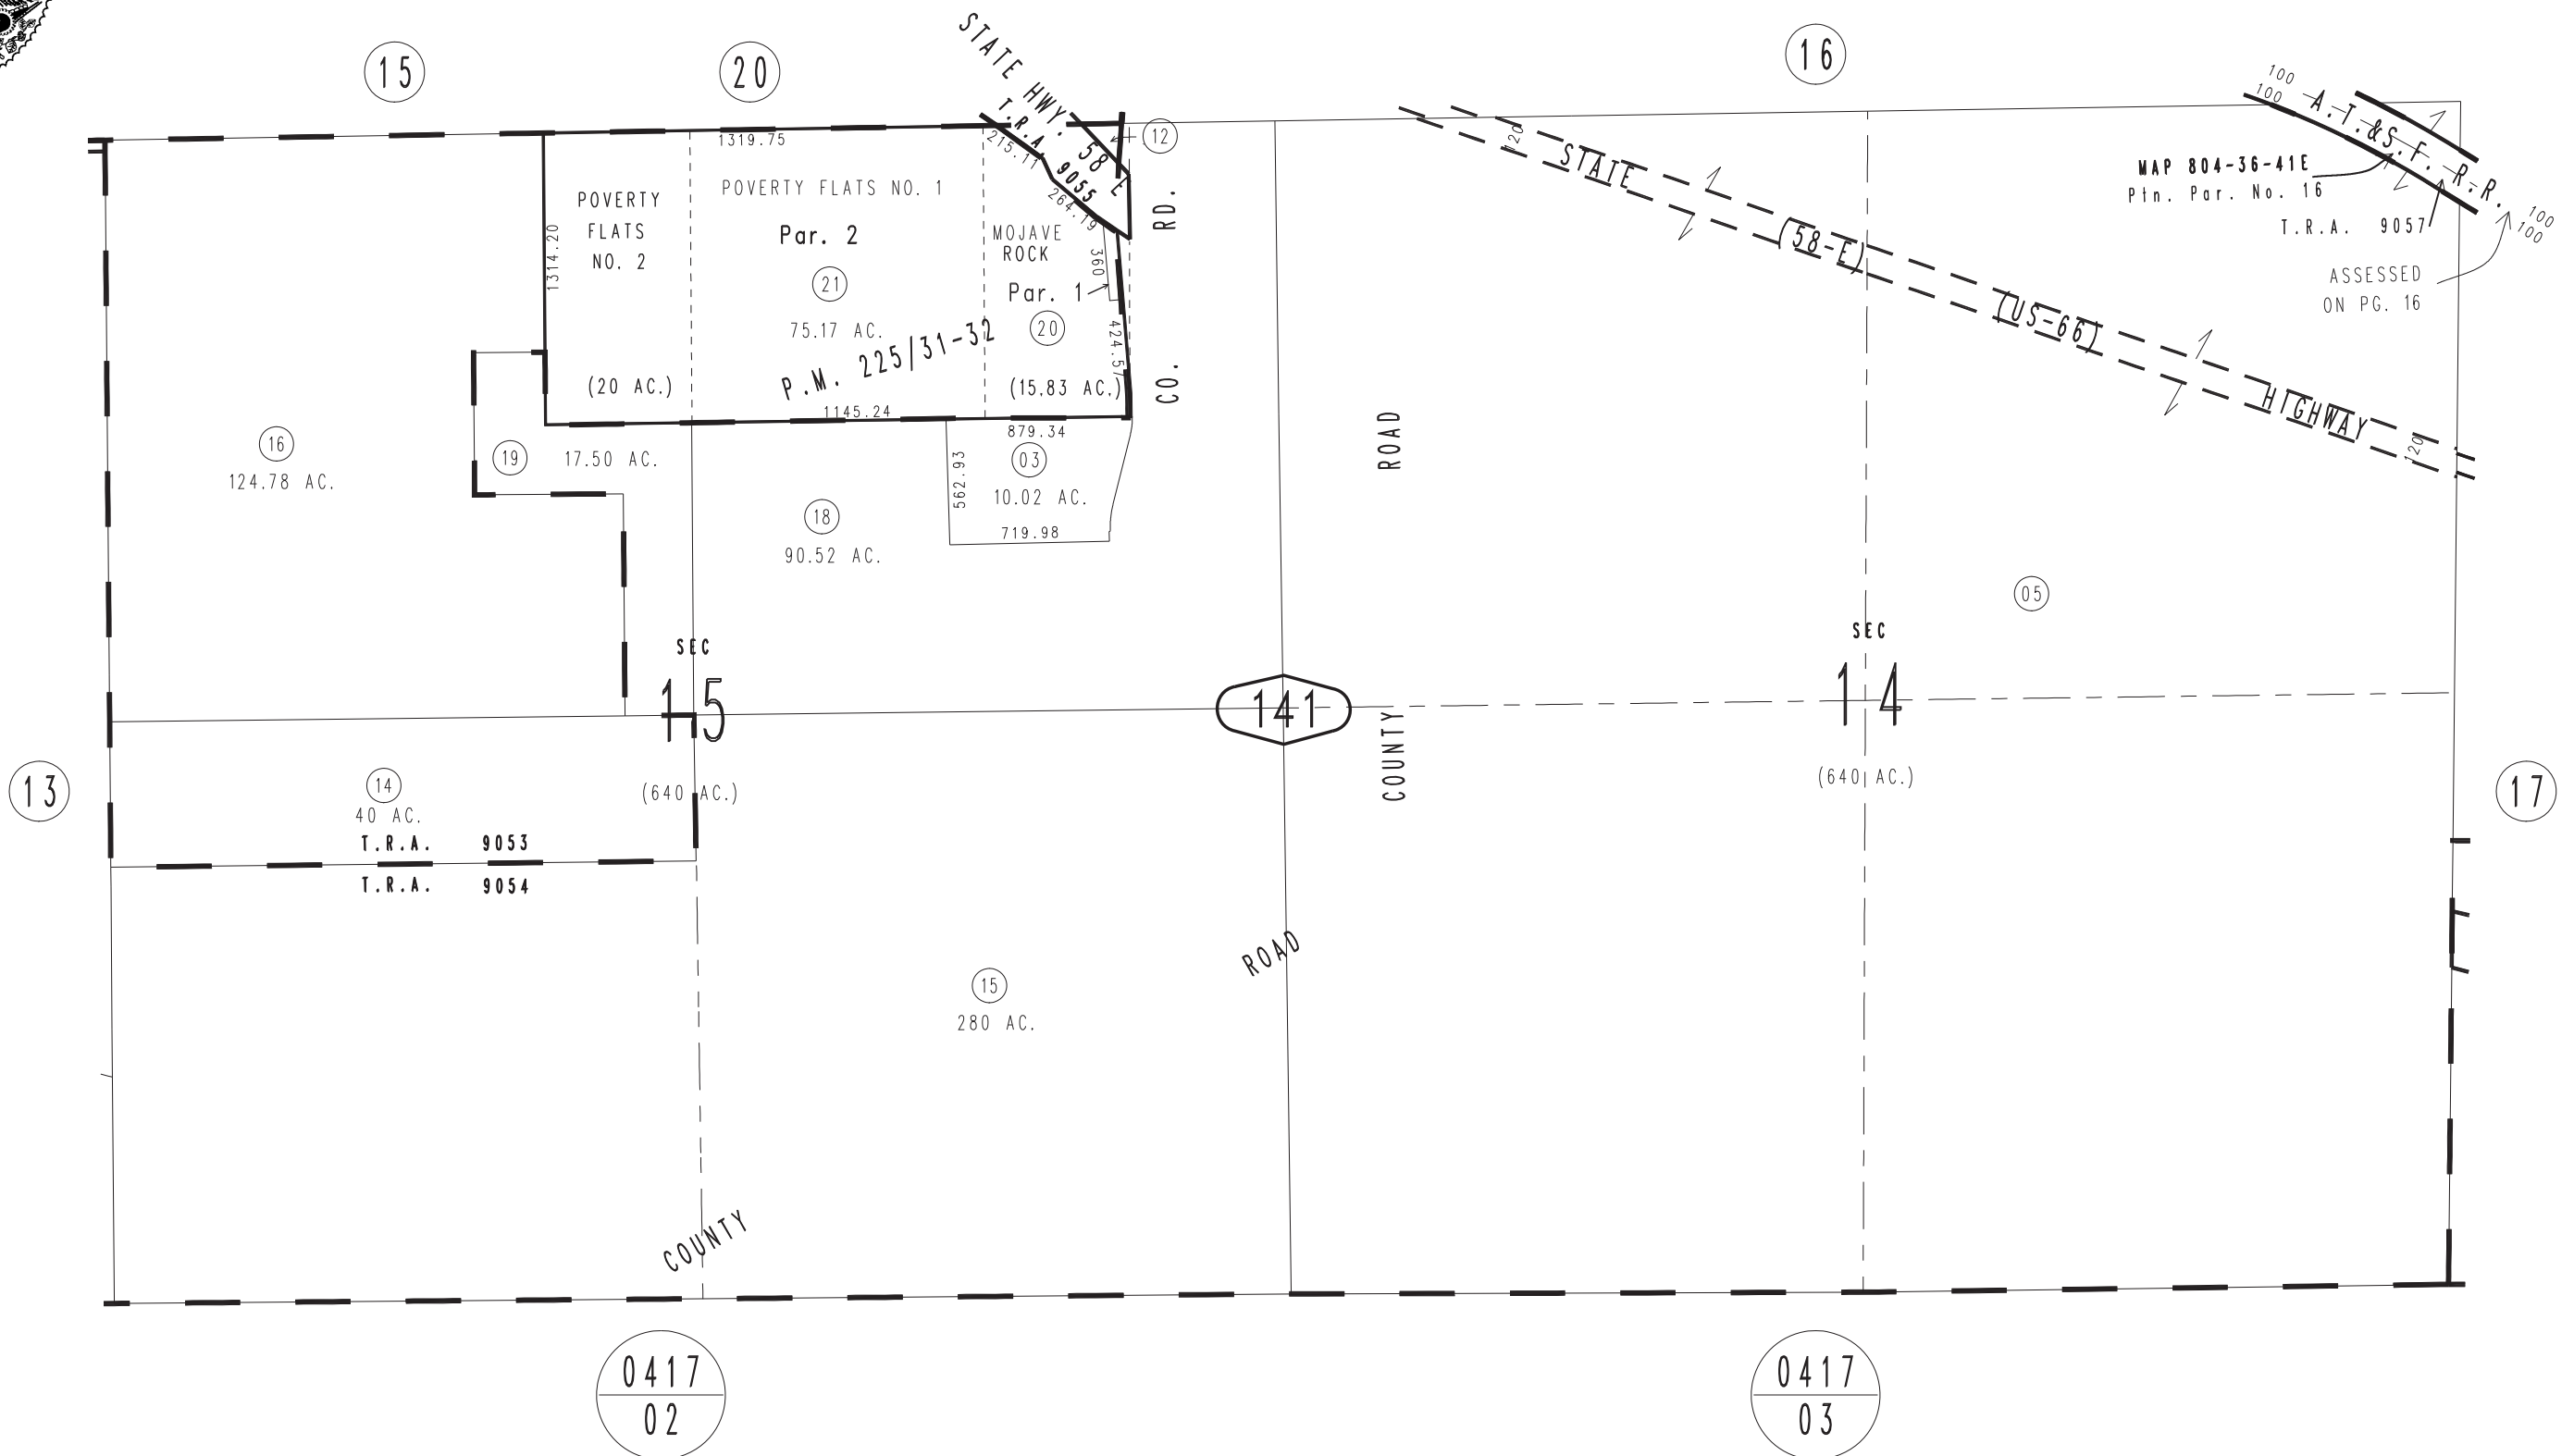 15
20
16
STATE HWY. 58 E
T.R.A. 9055
12
1319.75
215.11
264.19
POVERTY
FLATS
NO. 2
1314.20
(20 AC.)
POVERTY FLATS NO. 1
Par. 2
21
75.17 AC.
P.M. 225/31-32
1145.24
MOJAVE
ROCK
360
Par. 1
20
424.57
(15.83 AC.)
CO. RD.
120
STATE (58-E) (US-66) HIGHWAY
120
100
100
A.T.&S.F. R.R.
100
100
MAP 804-36-41E
Ptn. Par. No. 16
T.R.A. 9057
ASSESSED
ON PG. 16
16
124.78 AC.
19
17.50 AC.
879.34
03
10.02 AC.
562.93
719.98
18
90.52 AC.
ROAD
05
SEC
15
(640 AC.)
141
COUNTY
SEC
14
(640 AC.)
13
17
14
40 AC.
T.R.A. 9053
T.R.A. 9054
ROAD
15
280 AC.
COUNTY
0417
02
0417
03